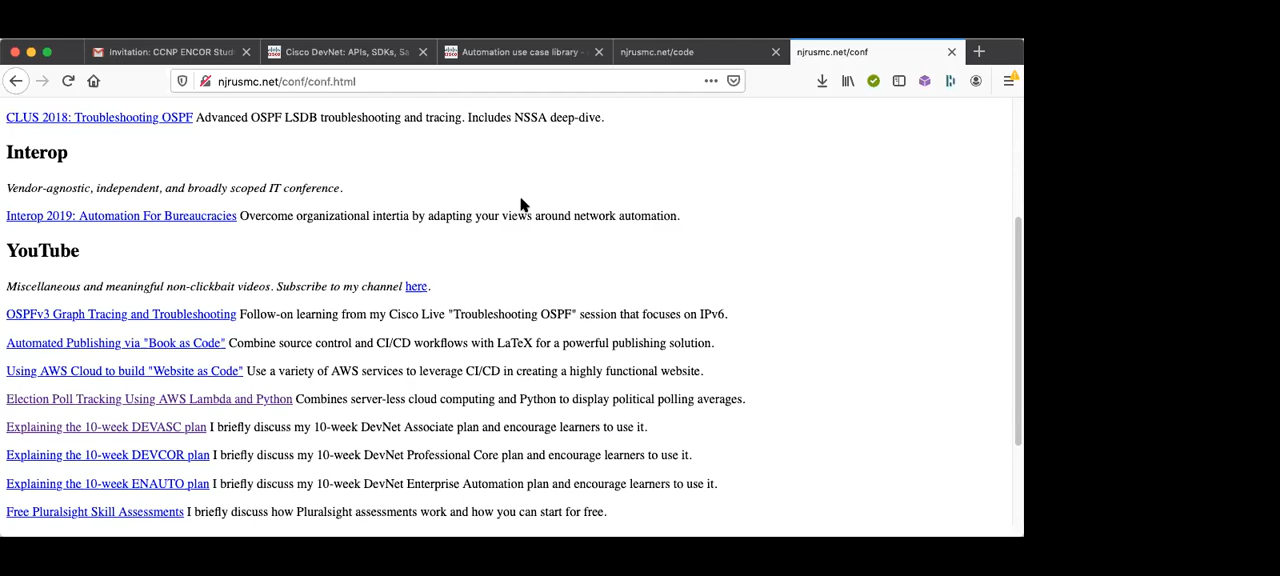 Invitation: CCNP ENCOR Stud
Cisco DevNet: APIs, SDKs, Sa
Automation use case library -
njrusmc.net/code
njrusmc.net/conf
njrusmc.net/conf/conf.html
CLUS 2018: Troubleshooting OSPF Advanced OSPF LSDB troubleshooting and tracing. Includes NSSA deep-dive.
Interop
Vendor-agnostic, independent, and broadly scoped IT conference.
Interop 2019: Automation For Bureaucracies Overcome organizational intertia by adapting your views around network automation.
YouTube
Miscellaneous and meaningful non-clickbait videos. Subscribe to my channel here.
OSPFv3 Graph Tracing and Troubleshooting Follow-on learning from my Cisco Live "Troubleshooting OSPF" session that focuses on IPv6.
Automated Publishing via "Book as Code" Combine source control and CI/CD workflows with LaTeX for a powerful publishing solution.
Using AWS Cloud to build "Website as Code" Use a variety of AWS services to leverage CI/CD in creating a highly functional website.
Election Poll Tracking Using AWS Lambda and Python Combines server-less cloud computing and Python to display political polling averages.
Explaining the 10-week DEVASC plan I briefly discuss my 10-week DevNet Associate plan and encourage learners to use it.
Explaining the 10-week DEVCOR plan I briefly discuss my 10-week DevNet Professional Core plan and encourage learners to use it.
Explaining the 10-week ENAUTO plan I briefly discuss my 10-week DevNet Enterprise Automation plan and encourage learners to use it.
Free Pluralsight Skill Assessments I briefly discuss how Pluralsight assessments work and how you can start for free.